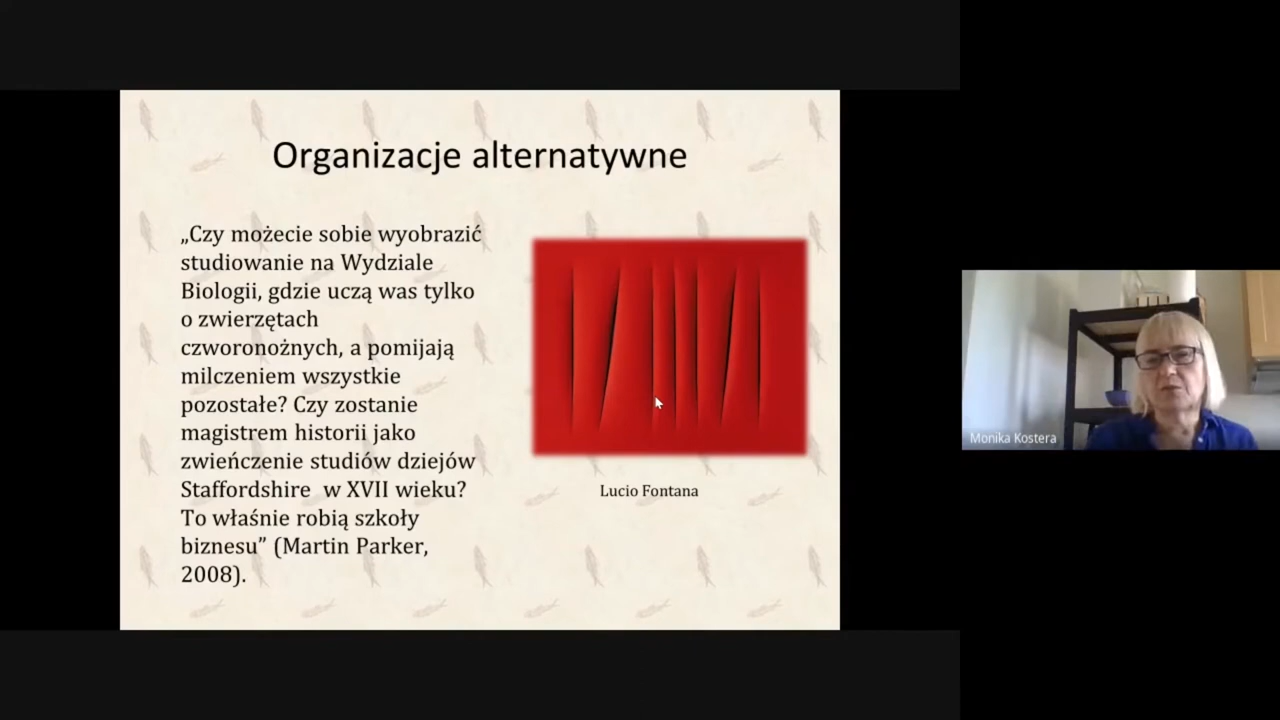 Organizacje alternatywne
„Czy możecie sobie wyobrazić
studiowanie na Wydziale
Biologii, gdzie uczą was tylko
o zwierzętach
czworonożnych, a pomijają
milczeniem wszystkie
pozostałe? Czy zostanie
magistrem historii jako
zwieńczenie studiów dziejów
Staffordshire w XVII wieku?
To właśnie robią szkoły
biznesu” (Martin Parker,
2008).
Lucio Fontana
Monika Kostera